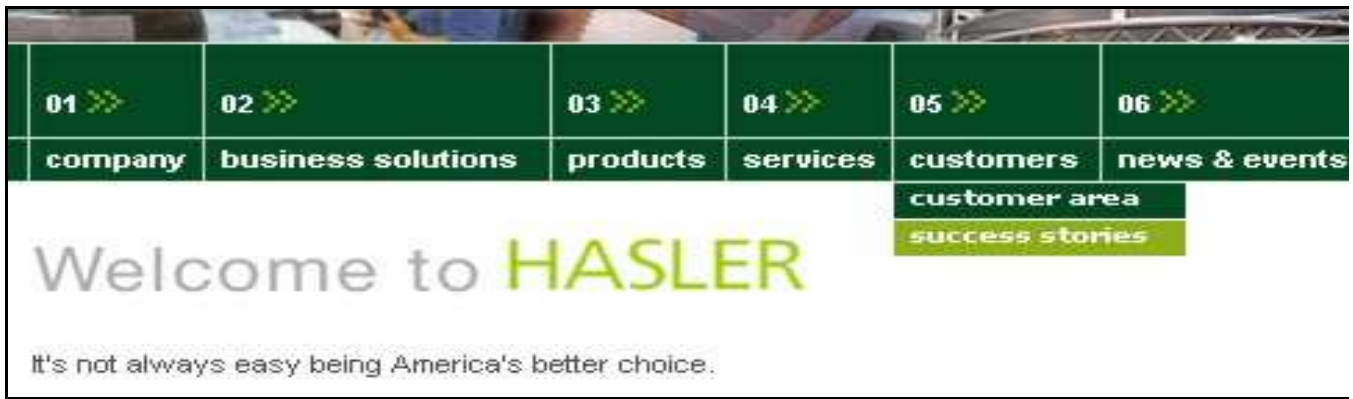 01 >> 02 >> 03 >> 04 >> 05 >> 06 >>
company business solutions products services customers news & events
customer area
success stories
Welcome to HASLER
It's not always easy being America's better choice.